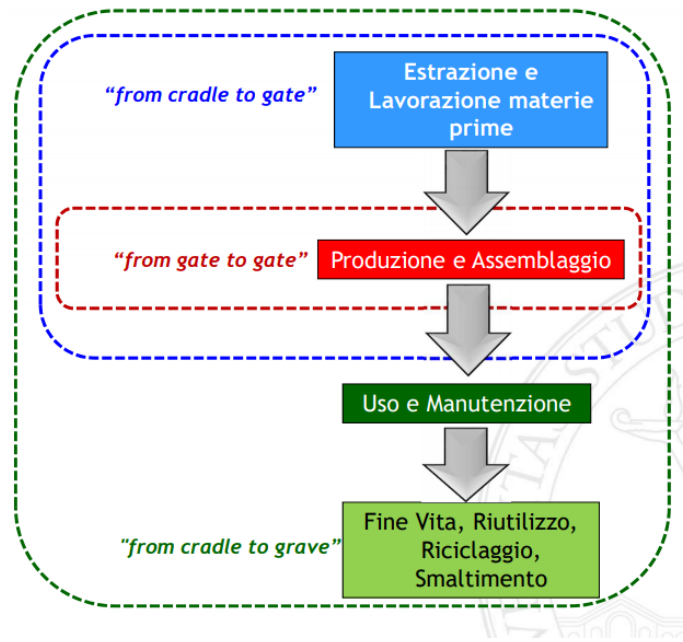 “from cradle to gate”
Estrazione e
Lavorazione materie
prime
“from gate to gate”
Produzione e Assemblaggio
Uso e Manutenzione
"from cradle to grave”
Fine Vita, Riutilizzo,
Riciclaggio,
Smaltimento